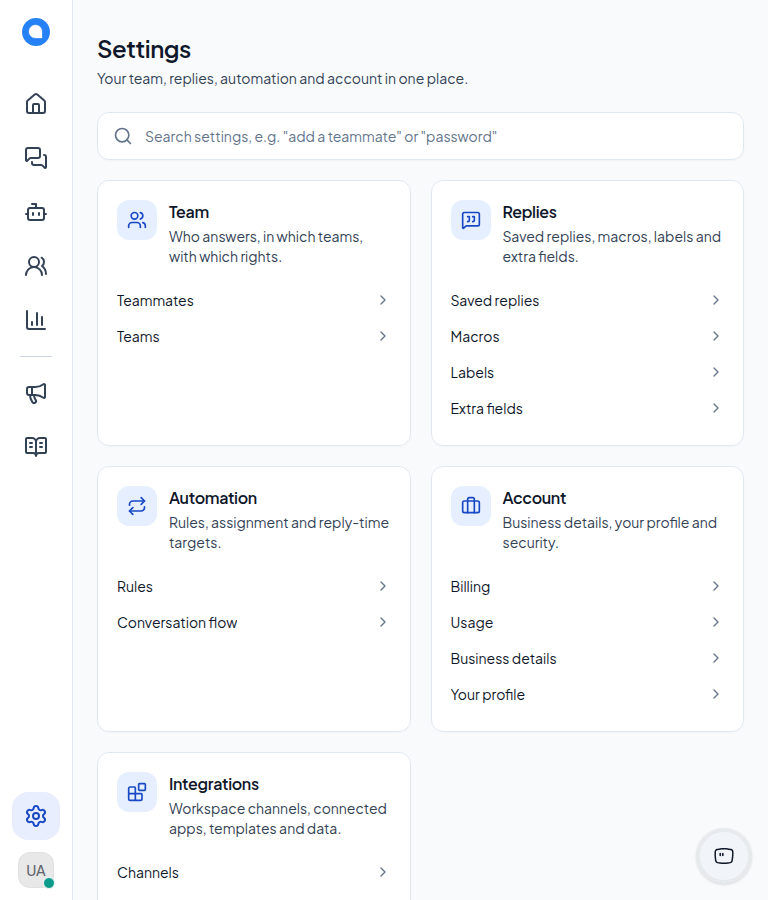 Settings
Your team, replies, automation and account in one place.
Search settings, e.g. "add a teammate" or "password"
Team
Who answers, in which teams,
with which rights.
Teammates
Teams
Replies
Saved replies, macros, labels and
extra fields.
Saved replies
Macros
Labels
Extra fields
Automation
Rules, assignment and reply-time
targets.
Rules
Conversation flow
Account
Business details, your profile and
security.
Billing
Usage
Business details
Your profile
Integrations
Workspace channels, connected
apps, templates and data.
Channels
UA